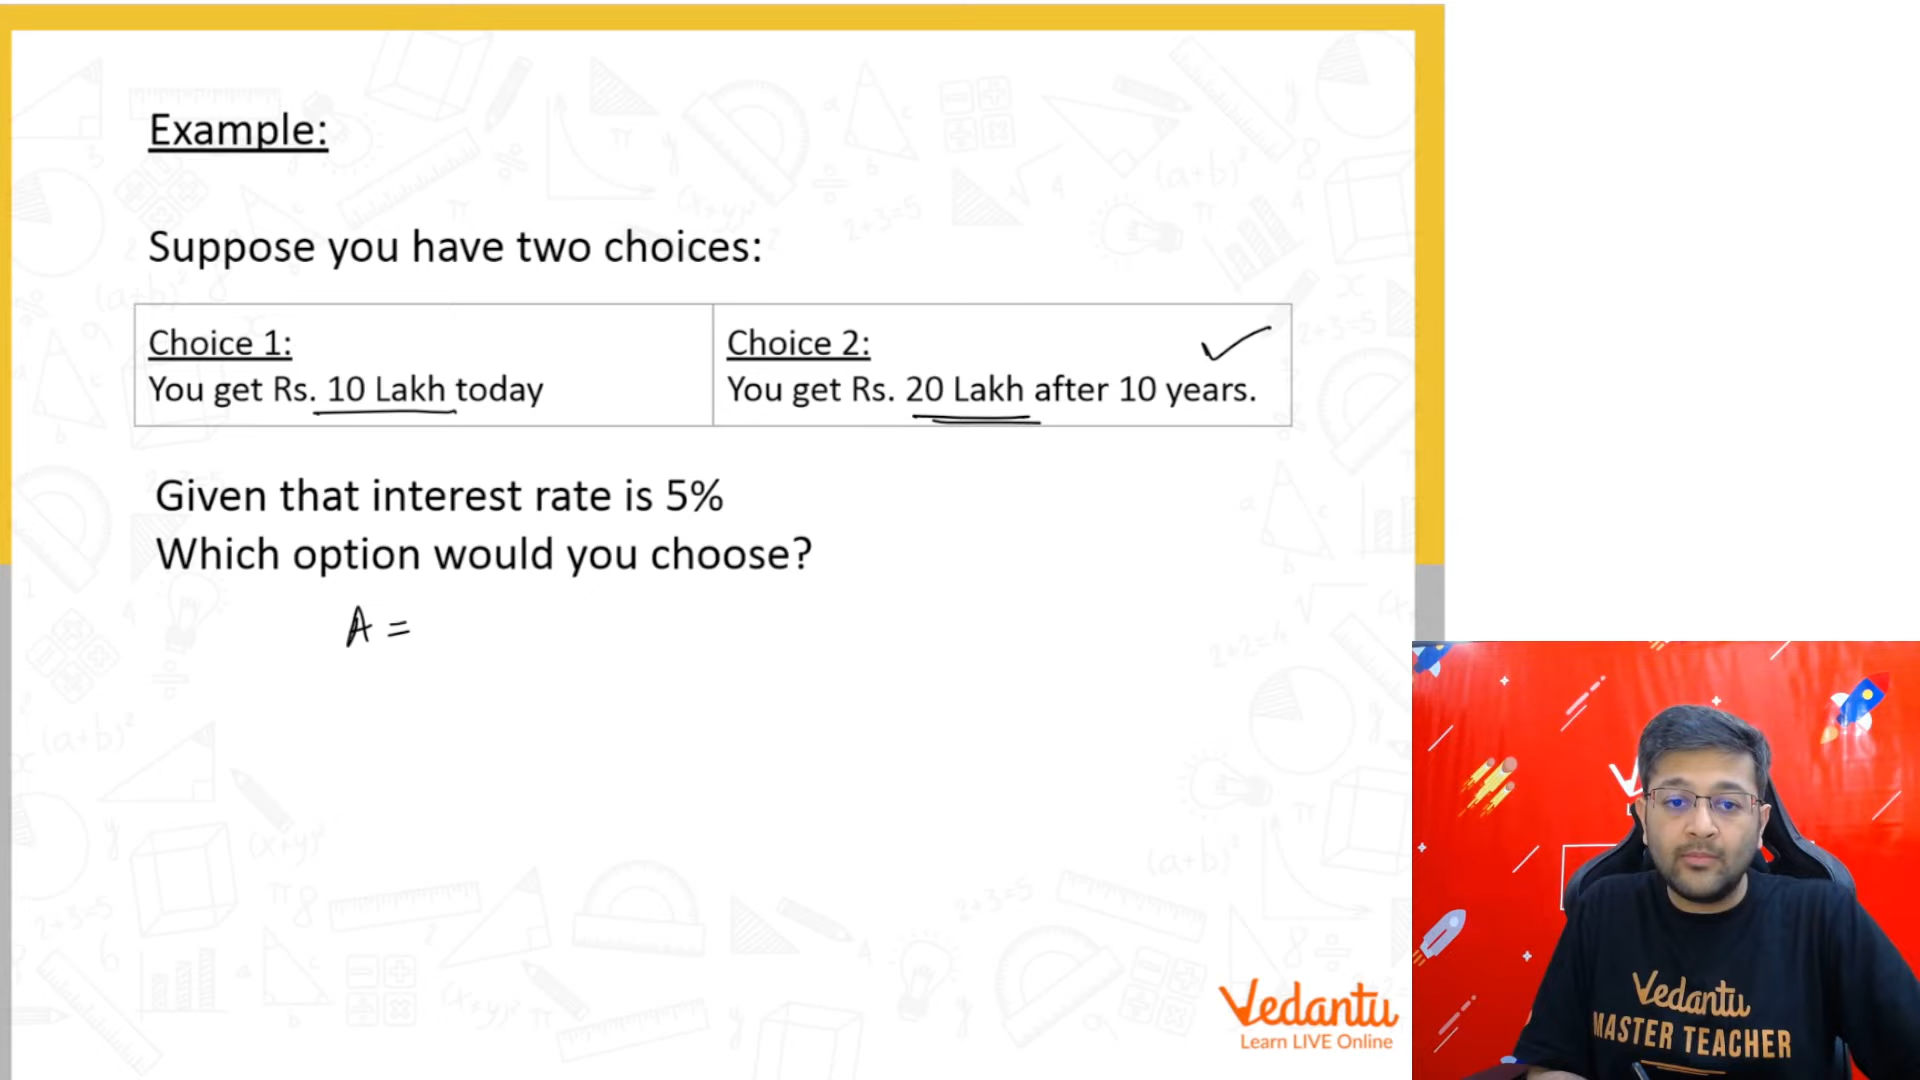 Example:
Suppose you have two choices:
Choice 1:
You get Rs. 10 Lakh today
Choice 2:
You get Rs. 20 Lakh after 10 years.
Given that interest rate is 5%
Which option would you choose?
A =
Vedantu
Learn LIVE Online
Vedantu
MASTER TEACHER